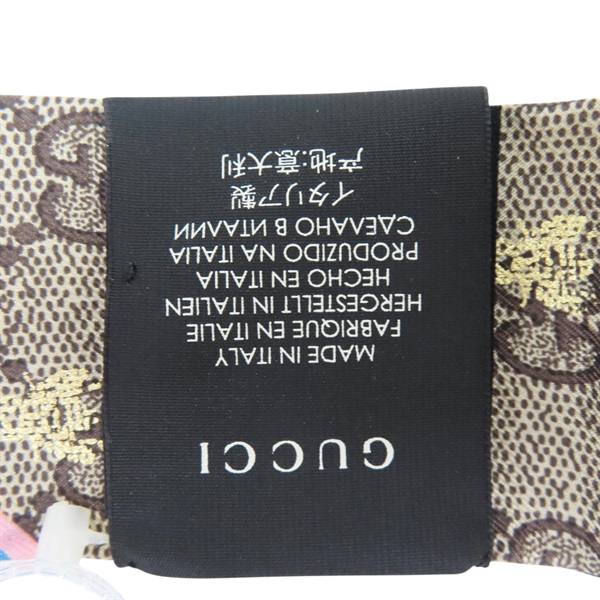 GUCCI
MADE IN ITALY
FABRIQUE EN ITALIE
HERGESTELLT IN ITALIEN
HECHO EN ITALIA
PRODUZIDO NA ITALIA
СДЕЛАНО В ИТАЛИИ
イタリア製
产地:意大利